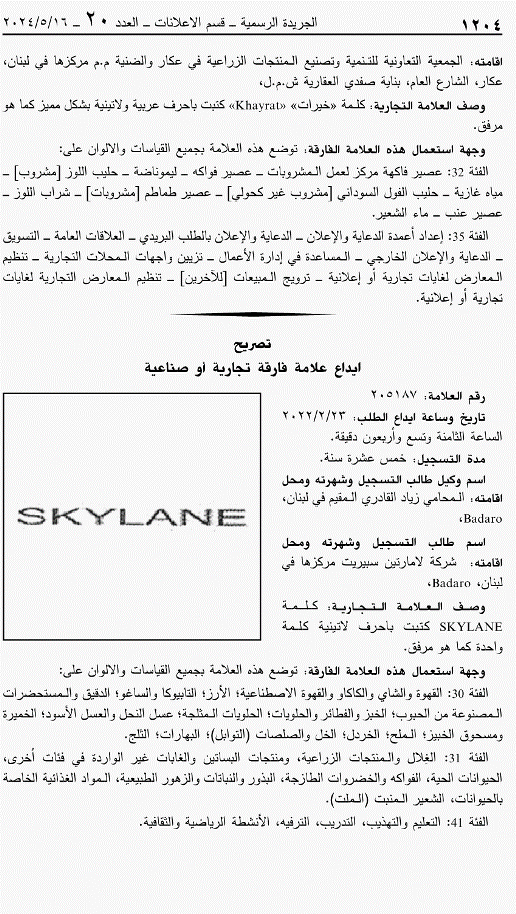 ١٢٠٤ الجريدة الرسمية ـ قسم الاعلانات ـ العدد ٢٠ ـ ٢٠٢٤/٥/١٦
اقامته: الجمعية التعاونية للتنمية وتصنيع المنتجات الزراعية في عكار والضنية م.م مركزها في لبنان،
عكار، الشارع العام، بناية صفدي العقارية ش.م.ل،
وصف العلامة التجارية: كلمة «خيرات» «Khayrat» كتبت باحرف عربية ولاتينية بشكل مميز كما هو
مرفق.
وجهة استعمال هذه العلامة الفارقة: توضع هذه العلامة بجميع القياسات والالوان على:
الفئة 32: عصير فاكهة مركز لعمل المشروبات ـ عصير فواكه ـ ليموناضة ـ حليب اللوز [مشروب] ـ
مياه غازية ـ حليب الفول السوداني [مشروب غير كحولي] ـ عصير طماطم [مشروبات] ـ شراب اللوز ـ
عصير عنب ـ ماء الشعير.
الفئة 35: إعداد أعمدة الدعاية والإعلان ـ الدعاية والإعلان بالطلب البريدي ـ العلاقات العامة ـ التسويق
ـ الدعاية والإعلان الخارجي ـ المساعدة في إدارة الأعمال ـ تزيين واجهات المحلات التجارية ـ تنظيم
المعارض لغايات تجارية أو إعلانية ـ ترويج المبيعات [للآخرين] ـ تنظيم المعارض التجارية لغايات
تجارية أو إعلانية.
تصريح
ايداع علامة فارقة تجارية او صناعية
رقم العلامة: ٢٠٥١٨٧
تاريخ وساعة ايداع الطلب: ٢٠٢٢/٢/٢٣
الساعة الثامنة وتسع وأربعون دقيقة.
مدة التسجيل: خمس عشرة سنة.
اسم وكيل طالب التسجيل وشهرته ومحل
اقامته: المحامي زياد القادري المقيم في لبنان،
Badaro،
اسم طالب التسجيل وشهرته ومحل
اقامته: شركة لامارتين سبيريت مركزها في
لبنان، Badaro،
وصف العلامة التجارية: كلمة
SKYLANE كتبت باحرف لاتينية كلمة
واحدة كما هو مرفق.
SKYLANE
وجهة استعمال هذه العلامة الفارقة: توضع هذه العلامة بجميع القياسات والالوان على:
الفئة 30: القهوة والشاي والكاكاو والقهوة الاصطناعية؛ الأرز؛ التابيوكا والساغو؛ الدقيق والمستحضرات
المصنوعة من الحبوب؛ الخبز والفطائر والحلويات؛ الحلويات المثلجة؛ عسل النحل والعسل الأسود؛ الخميرة
ومسحوق الخبيز؛ الملح؛ الخردل؛ الخل والصلصات (التوابل)؛ البهارات؛ الثلج.
الفئة 31: الغلال والمنتجات الزراعية، ومنتجات البساتين والغابات غير الواردة في فئات أخرى،
الحيوانات الحية، الفواكه والخضروات الطازجة، البذور والنباتات والزهور الطبيعية، المواد الغذائية الخاصة
بالحيوانات، الشعير المنبت (الملت).
الفئة 41: التعليم والتهذيب، التدريب، الترفيه، الأنشطة الرياضية والثقافية.